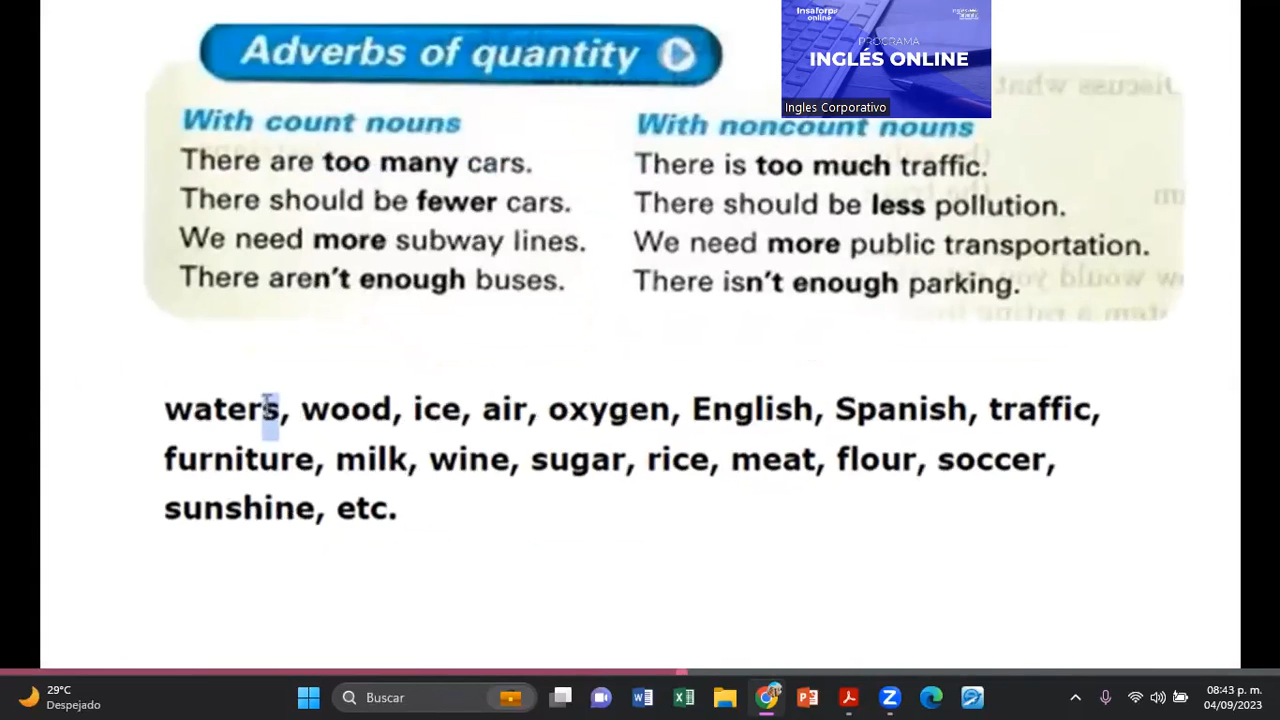 Adverbs of quantity
Insaforp
online
PROGRAMA
INGLÉS ONLINE
Ingles Corporativo
With count nouns
There are too many cars.
There should be fewer cars.
We need more subway lines.
There aren't enough buses.
With noncount nouns
There is too much traffic.
There should be less pollution.
We need more public transportation.
There isn't enough parking.
waters, wood, ice, air, oxygen, English, Spanish, traffic,
furniture, milk, wine, sugar, rice, meat, flour, soccer,
sunshine, etc.
29°C
Despejado
Buscar
08:43 p. m.
04/09/2023